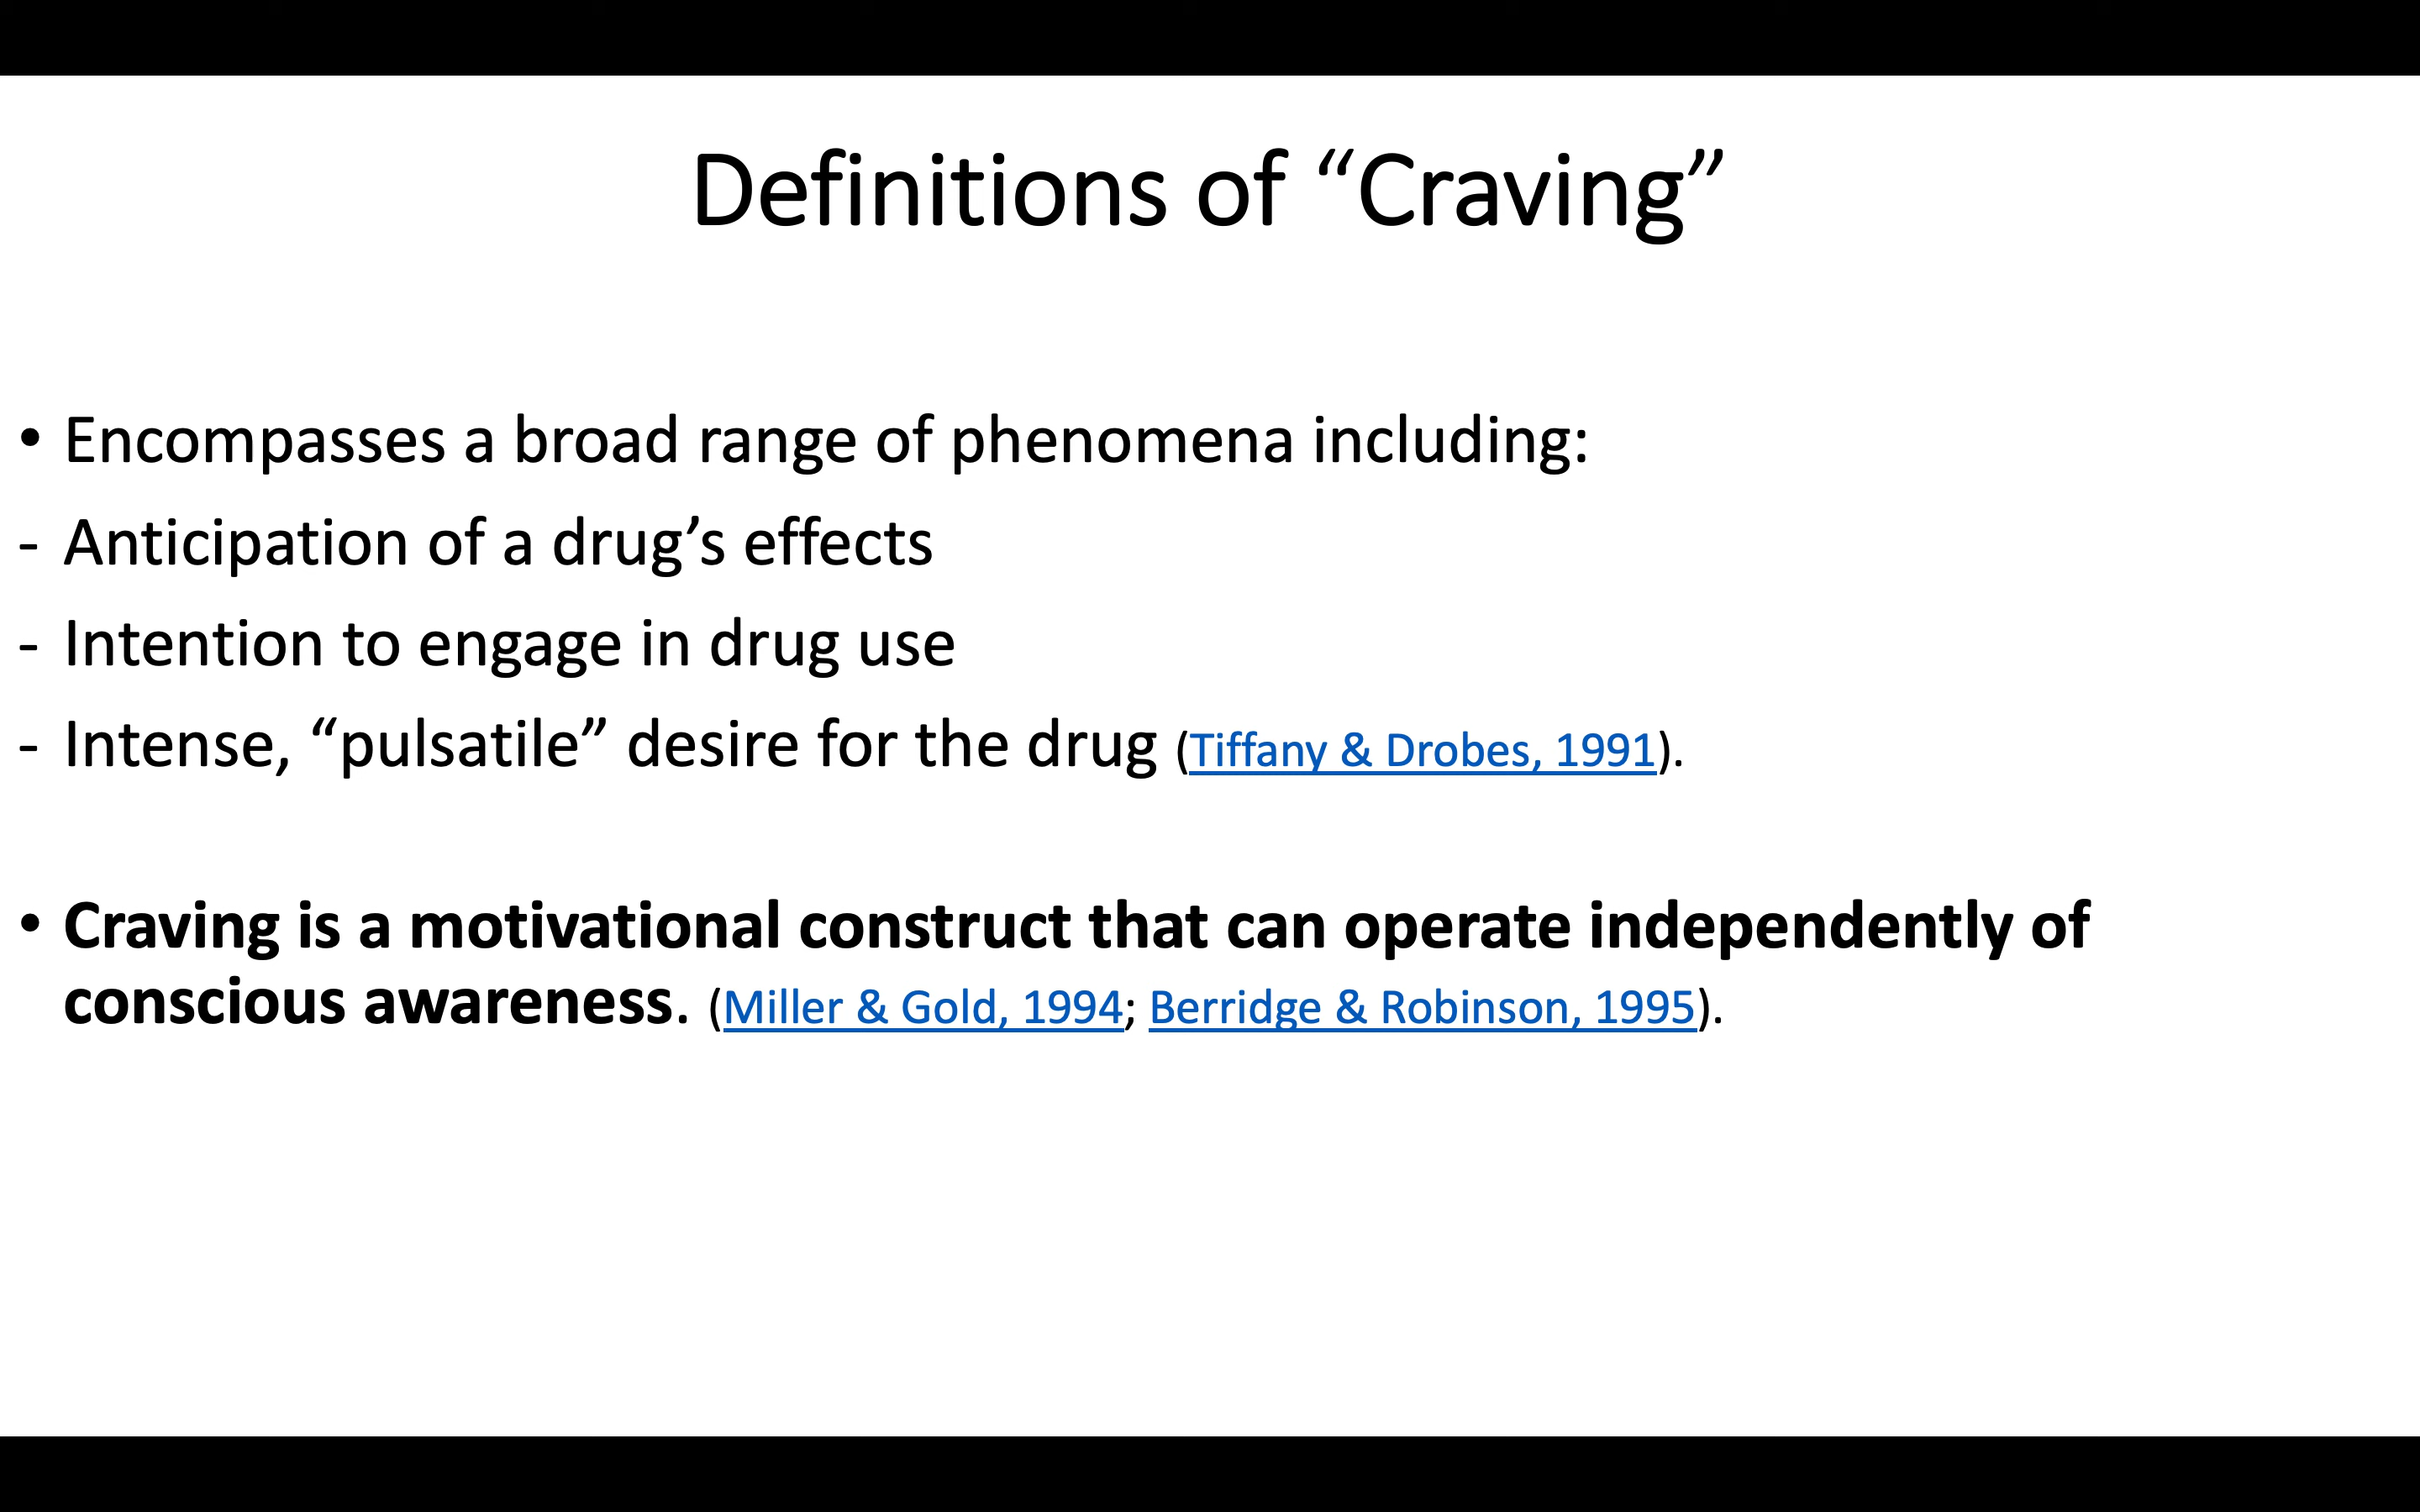 Definitions of “Craving”
• Encompasses a broad range of phenomena including:
- Anticipation of a drug’s effects
- Intention to engage in drug use
- Intense, “pulsatile” desire for the drug (Tiffany & Drobes, 1991).
• Craving is a motivational construct that can operate independently of
conscious awareness. (Miller & Gold, 1994; Berridge & Robinson, 1995).